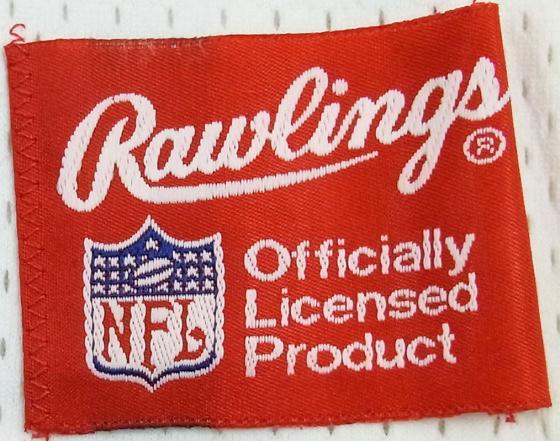 Rawlings ®
NFL
Officially
Licensed
Product